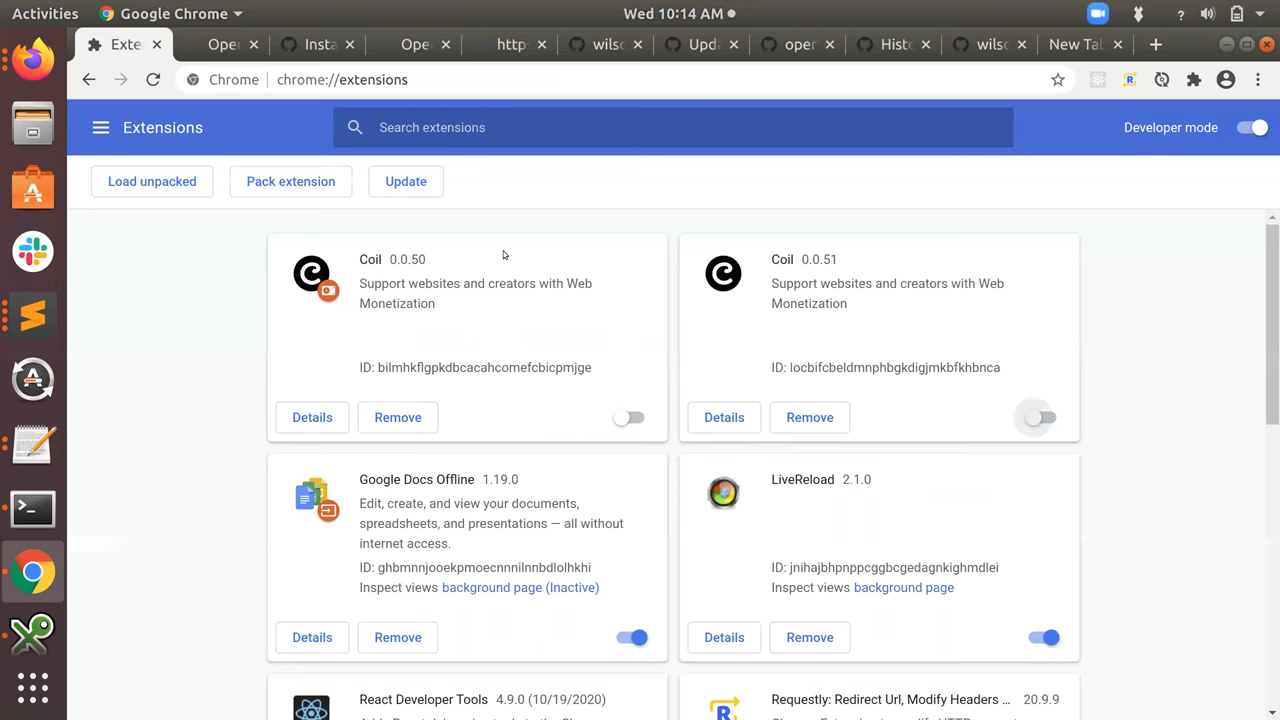 Activities
Google Chrome
Wed 10:14 AM
Exte
Oper
Insta
Ope
http
wilsc
Upda
oper
Histo
wilsc
New Tab
Chrome
chrome://extensions
Extensions
Search extensions
Developer mode
Load unpacked
Pack extension
Update
Coil 0.0.50
Support websites and creators with Web
Monetization
ID: bilmhkflgpkdbcacahcomefcbicpmjge
Details
Remove
Coil 0.0.51
Support websites and creators with Web
Monetization
ID: locbifcbeldmnphbgkdigjmkbfkhbnca
Details
Remove
Google Docs Offline 1.19.0
Edit, create, and view your documents,
spreadsheets, and presentations — all without
internet access.
ID: ghbmnnjooekpmoecnnnilnnbdlolhkhi
Inspect views background page (Inactive)
Details
Remove
LiveReload 2.1.0
ID: jnihajbhpnppcggbcgedagnkighmdlei
Inspect views background page
Details
Remove
React Developer Tools 4.9.0 (10/19/2020)
Requestly: Redirect Url, Modify Headers ... 20.9.9